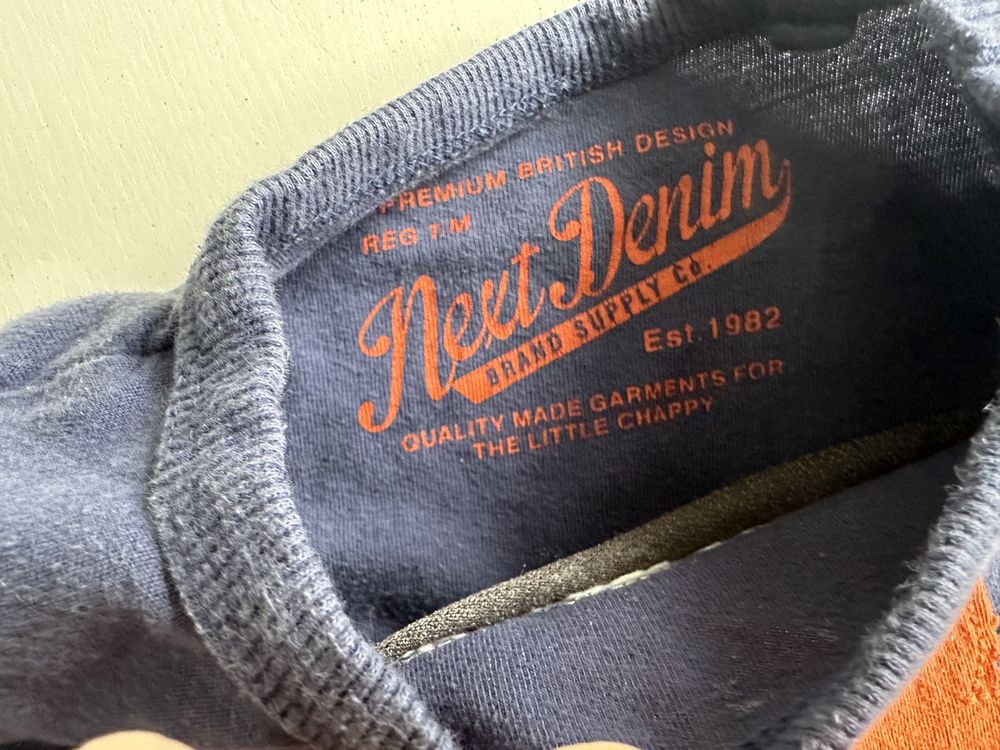 PREMIUM BRITISH DESIGN
REG T.M
Next Denim
BRAND SUPPLY Co.
Est. 1982
QUALITY MADE GARMENTS FOR
THE LITTLE CHAPPY